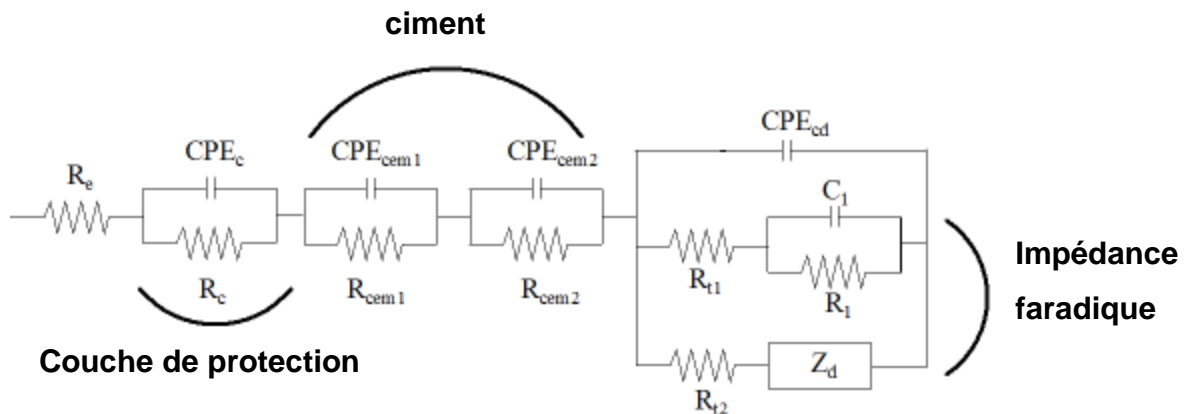 ciment
CPEcd
CPEc
CPEcem1
CPEcem2
Re
C1
Rt1
R1
Rc
Rcem1
Rcem2
Impédance
faradique
Couche de protection
Zd
Rt2